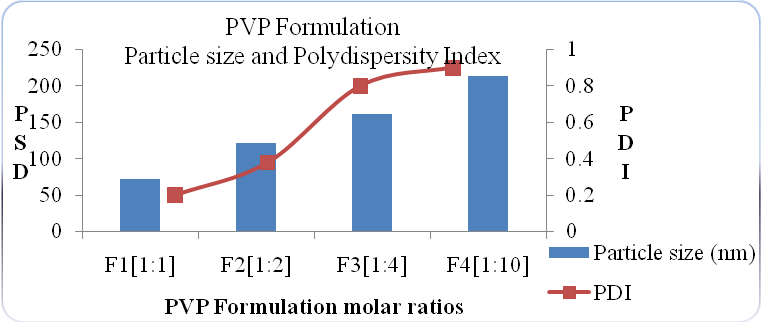 PVP Formulation
Particle size and Polydispersity Index
250
200
150
100
50
0
PSD
1
0.8
0.6
0.4
0.2
0
PDI
F1[1:1] F2[1:2] F3[1:4] F4[1:10]
PVP Formulation molar ratios
Particle size (nm)
PDI